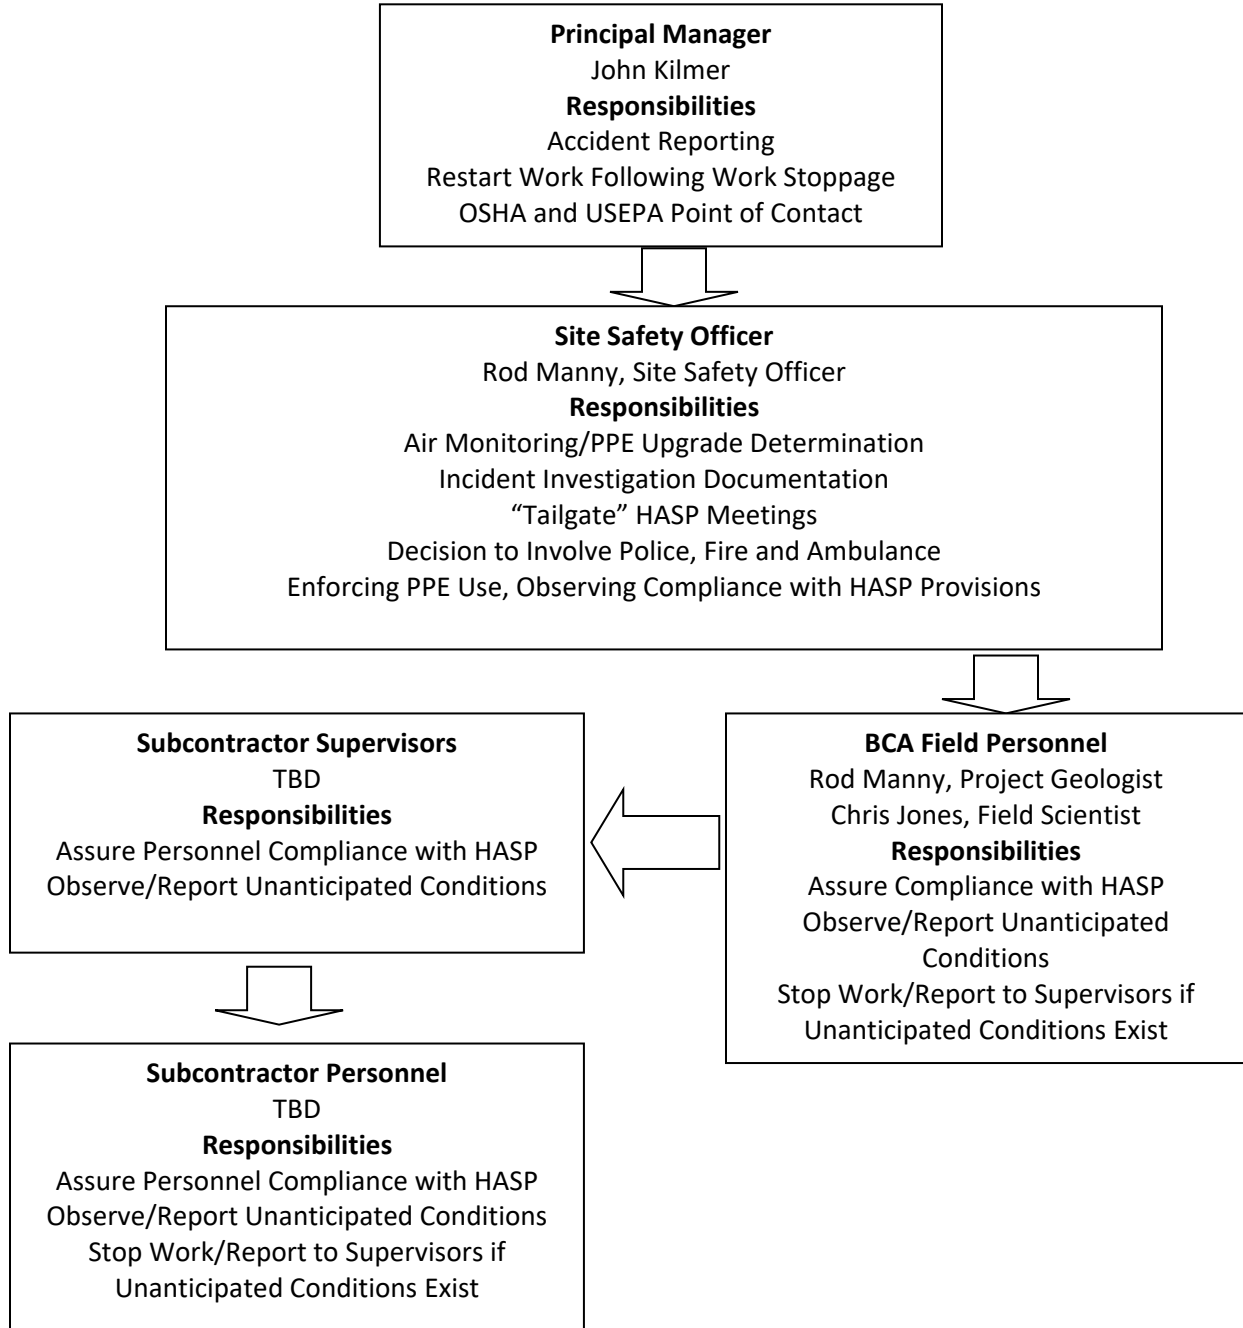 Principal Manager
John Kilmer
Responsibilities
Accident Reporting
Restart Work Following Work Stoppage
OSHA and USEPA Point of Contact
Site Safety Officer
Rod Manny, Site Safety Officer
Responsibilities
Air Monitoring/PPE Upgrade Determination
Incident Investigation Documentation
“Tailgate” HASP Meetings
Decision to Involve Police, Fire and Ambulance
Enforcing PPE Use, Observing Compliance with HASP Provisions
BCA Field Personnel
Rod Manny, Project Geologist
Chris Jones, Field Scientist
Responsibilities
Assure Compliance with HASP
Observe/Report Unanticipated
Conditions
Stop Work/Report to Supervisors if
Unanticipated Conditions Exist
Subcontractor Supervisors
TBD
Responsibilities
Assure Personnel Compliance with HASP
Observe/Report Unanticipated Conditions
Subcontractor Personnel
TBD
Responsibilities
Assure Personnel Compliance with HASP
Observe/Report Unanticipated Conditions
Stop Work/Report to Supervisors if
Unanticipated Conditions Exist